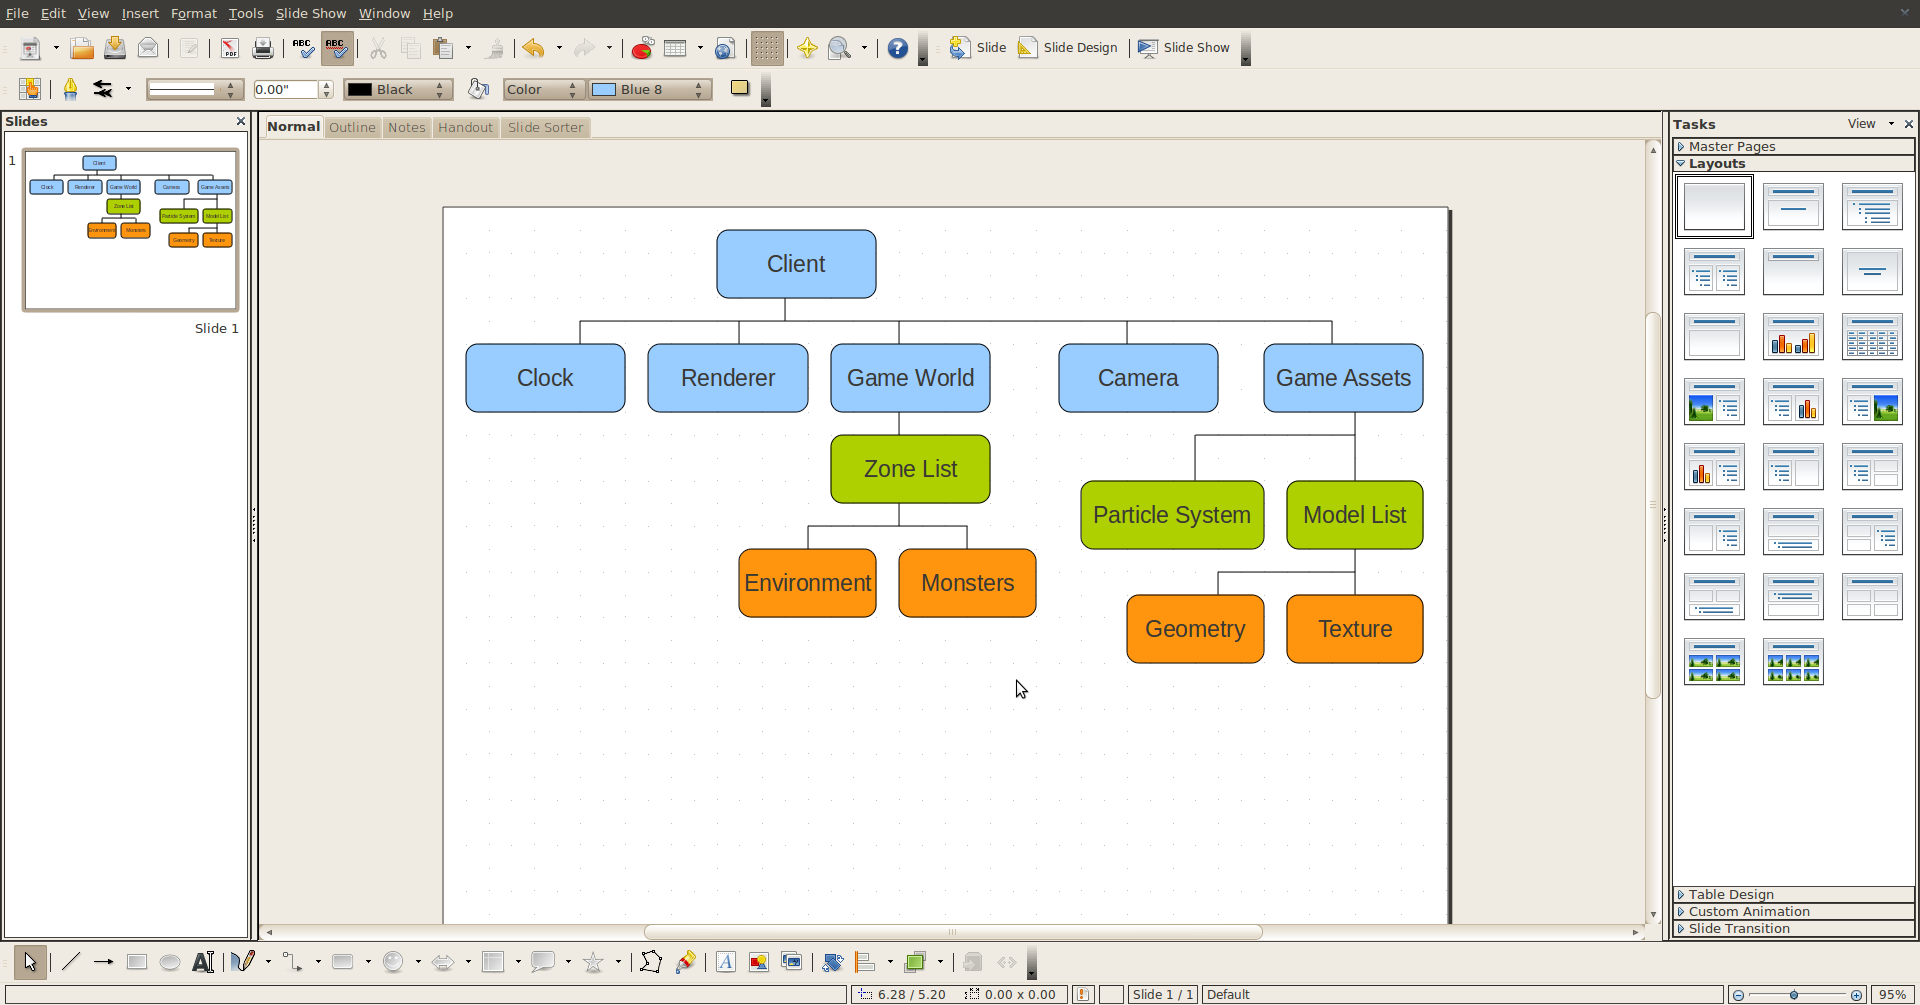 File Edit View Insert Format Tools Slide Show Window Help
PDF ABC ABC Slide Slide Design Slide Show
0.00" Black Color Blue 8
Slides
Normal Outline Notes Handout Slide Sorter
Tasks View
1
Client
Clock Renderer Game World Camera Game Assets
Zone List
Particle System Model List
Environment Monsters
Geometry Texture
Slide 1
Client
Clock Renderer Game World Camera Game Assets
Zone List
Particle System Model List
Environment Monsters
Geometry Texture
Master Pages
Layouts
Table Design
Custom Animation
Slide Transition
6.28 / 5.20 0.00 x 0.00 Slide 1 / 1 Default 95%